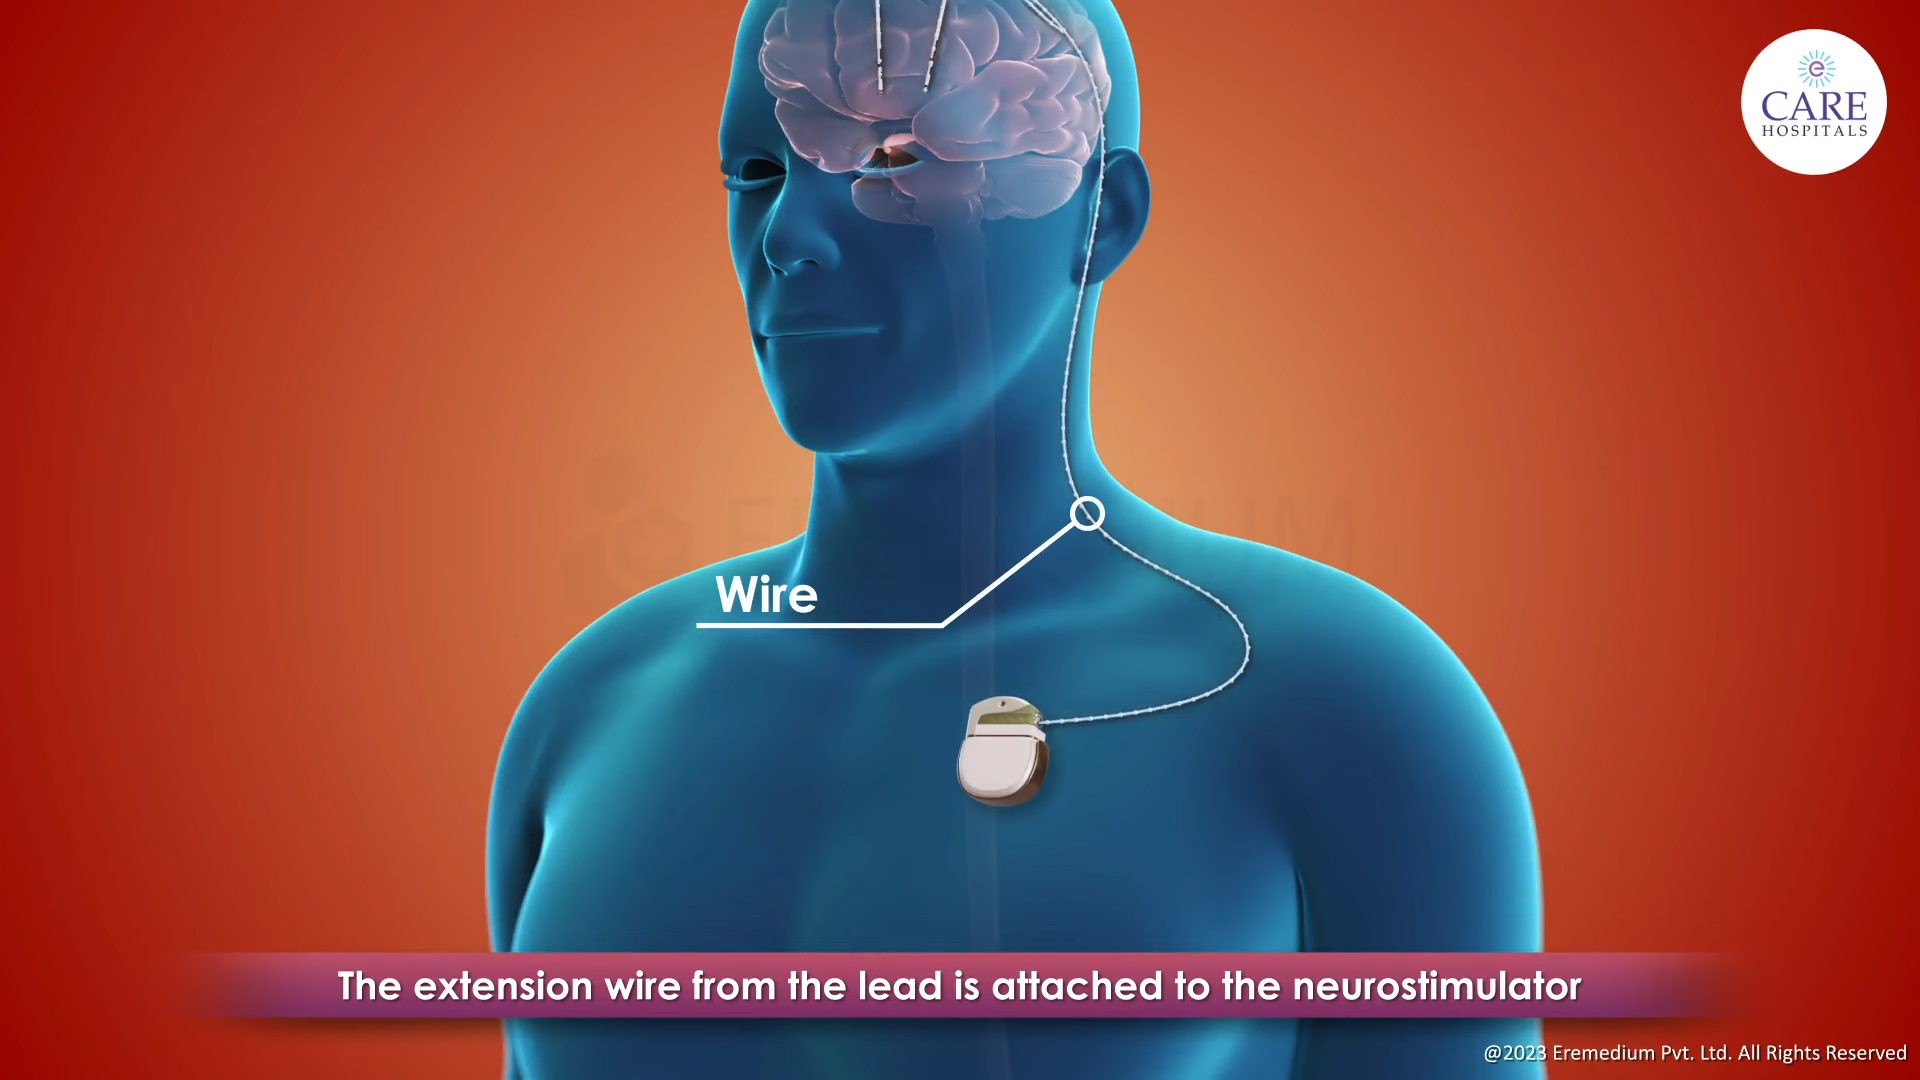 e
CARE
HOSPITALS
Wire
The extension wire from the lead is attached to the neurostimulator
@2023 Eremedium Pvt. Ltd. All Rights Reserved